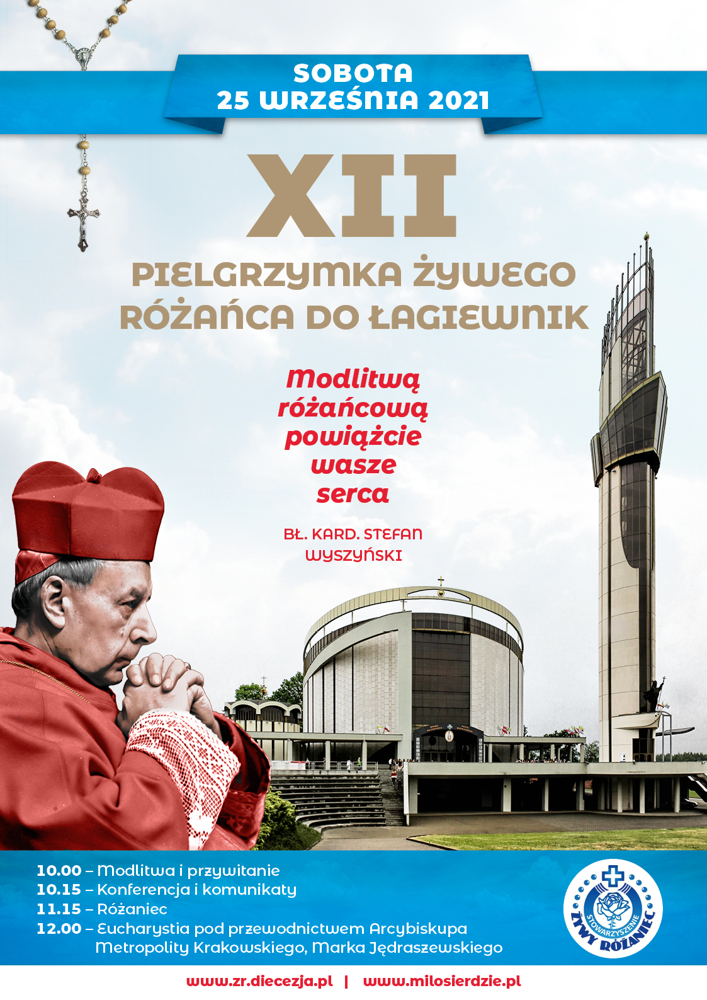 SOBOTA
25 WRZEŚNIA 2021
XII
PIELGRZYMKA ŻYWEGO
RÓŻAŃCA DO ŁAGIEWNIK
Modlitwą
różańcową
powiążcie
wasze
serca
BŁ. KARD. STEFAN
WYSZYŃSKI
10.00 – Modlitwa i przywitanie
10.15 – Konferencja i komunikaty
11.15 – Różaniec
12.00 – Eucharystia pod przewodnictwem Arcybiskupa
Metropolity Krakowskiego, Marka Jędraszewskiego
STOWARZYSZENIE
ŻYWY RÓŻANIEC
www.zr.diecezja.pl | www.milosierdzie.pl